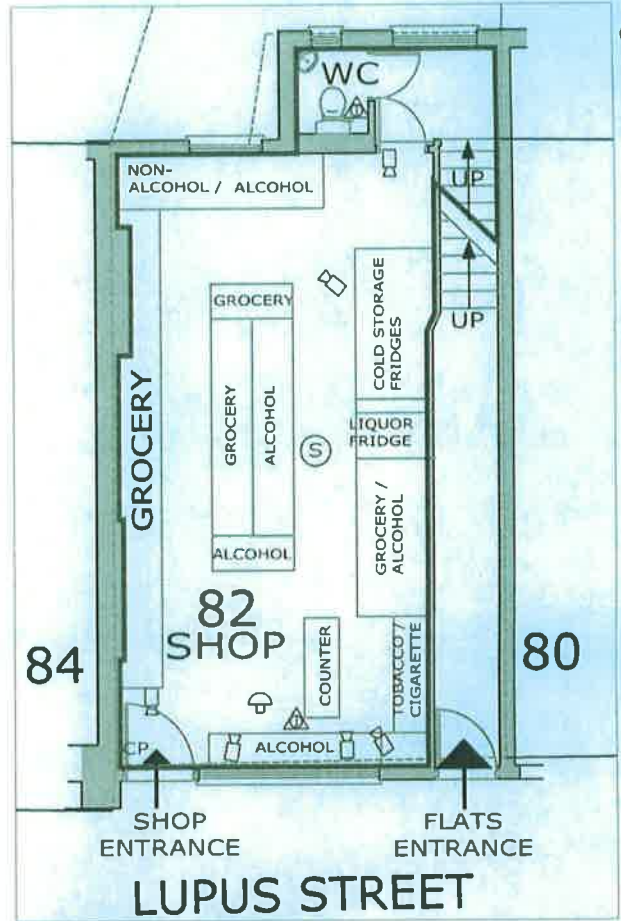 WC
NON-
ALCOHOL / ALCOHOL
UP
UP
GROCERY
COLD STORAGE
FRIDGES
GROCERY
GROCERY
ALCOHOL
LIQUOR
FRIDGE
S
GROCERY /
ALCOHOL
ALCOHOL
82
SHOP
84
80
COUNTER
TOBACCO /
CIGARETTE
CP
ALCOHOL
SHOP
ENTRANCE
FLATS
ENTRANCE
LUPUS STREET